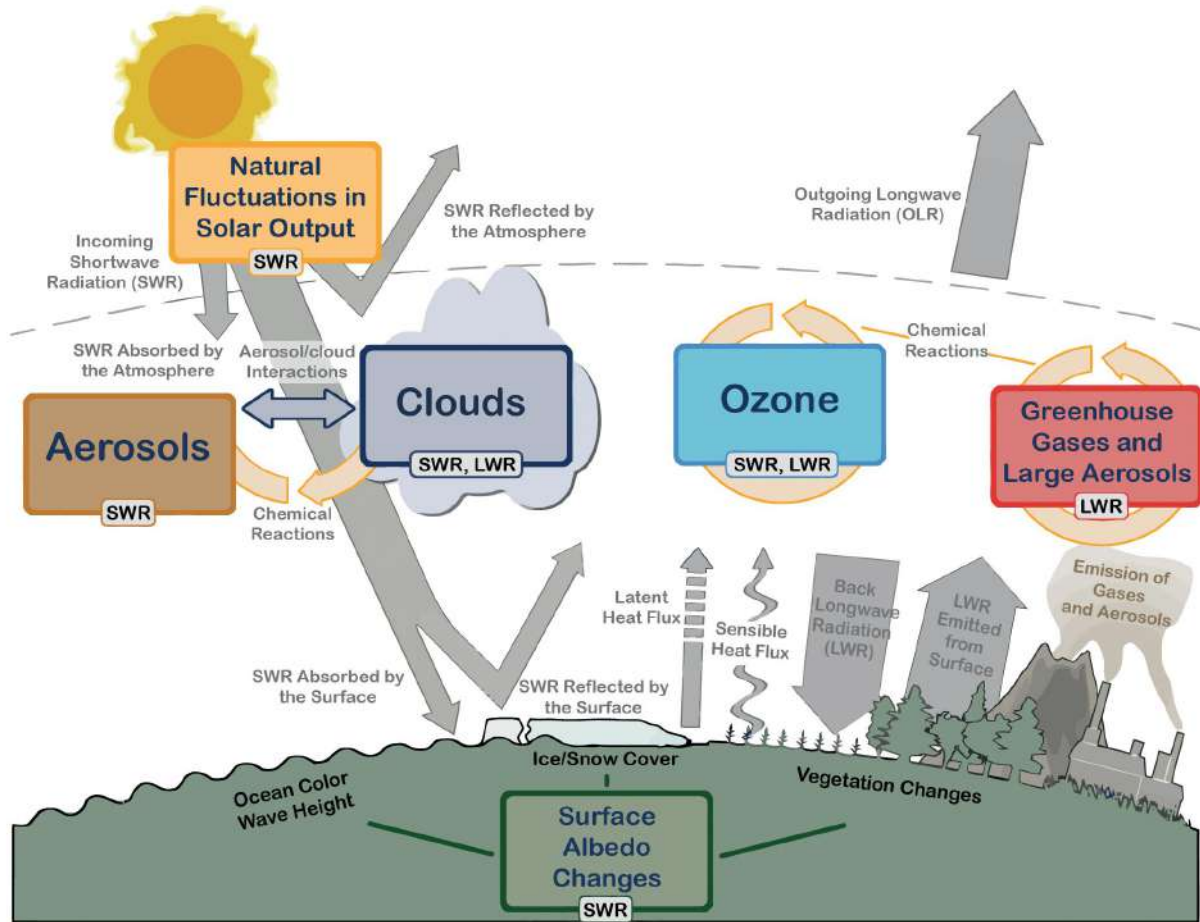 Natural
Fluctuations in
Solar Output
SWR
Incoming
Shortwave
Radiation (SWR)
SWR Reflected by
the Atmosphere
Outgoing Longwave
Radiation (OLR)
SWR Absorbed by
the Atmosphere
Aerosol/cloud
Interactions
Chemical
Reactions
Aerosols
SWR
Clouds
SWR, LWR
Ozone
SWR, LWR
Greenhouse
Gases and
Large Aerosols
LWR
Chemical
Reactions
Latent
Heat Flux
Sensible
Heat Flux
Back
Longwave
Radiation
(LWR)
LWR
Emitted
from
Surface
Emission of
Gases
and Aerosols
SWR Absorbed by
the Surface
SWR Reflected by
the Surface
Ice/Snow Cover
Ocean Color
Wave Height
Vegetation Changes
Surface
Albedo
Changes
SWR